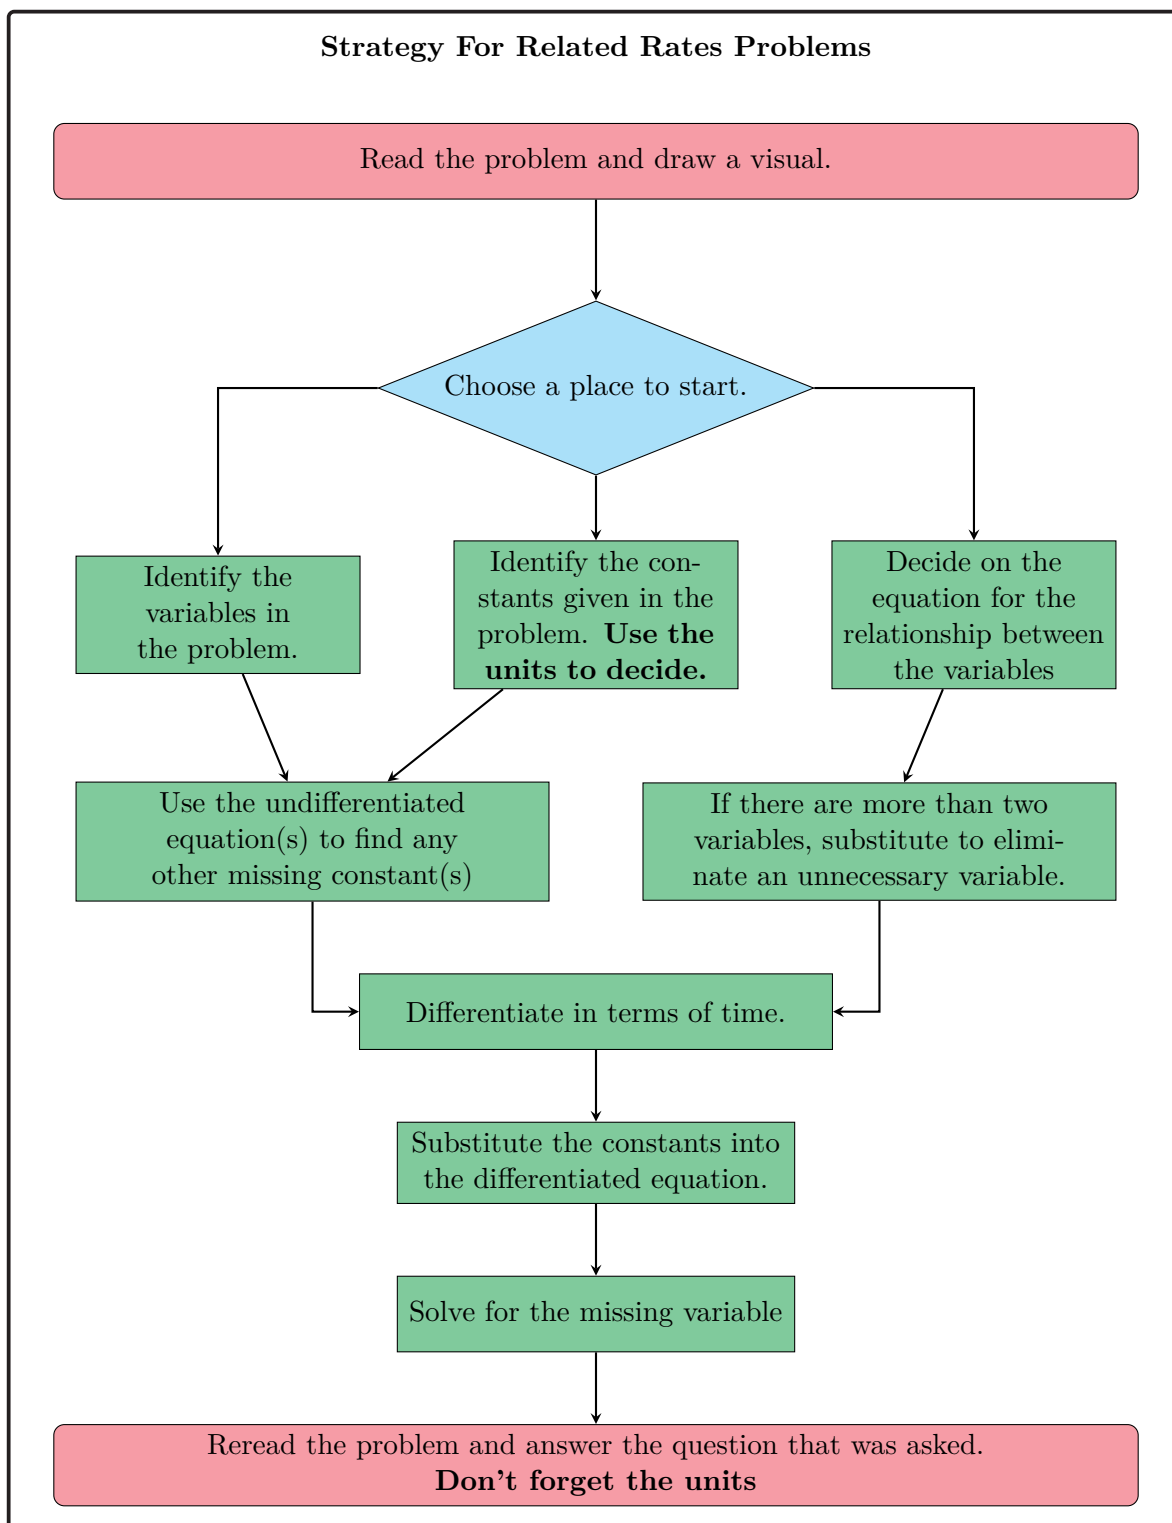 Strategy For Related Rates Problems
Read the problem and draw a visual.
Choose a place to start.
Identify the
variables in
the problem.
Identify the con-
stants given in the
problem. Use the
units to decide.
Decide on the
equation for the
relationship between
the variables
Use the undifferentiated
equation(s) to find any
other missing constant(s)
If there are more than two
variables, substitute to elimi-
nate an unnecessary variable.
Differentiate in terms of time.
Substitute the constants into
the differentiated equation.
Solve for the missing variable
Reread the problem and answer the question that was asked.
Don't forget the units